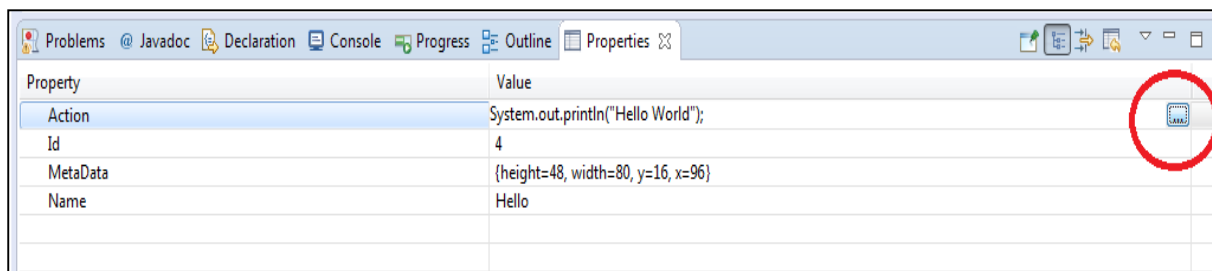 Problems @ Javadoc Declaration Console Progress Outline Properties
Property Value
Action System.out.println("Hello World"); ...
Id 4
MetaData {height=48, width=80, y=16, x=96}
Name Hello